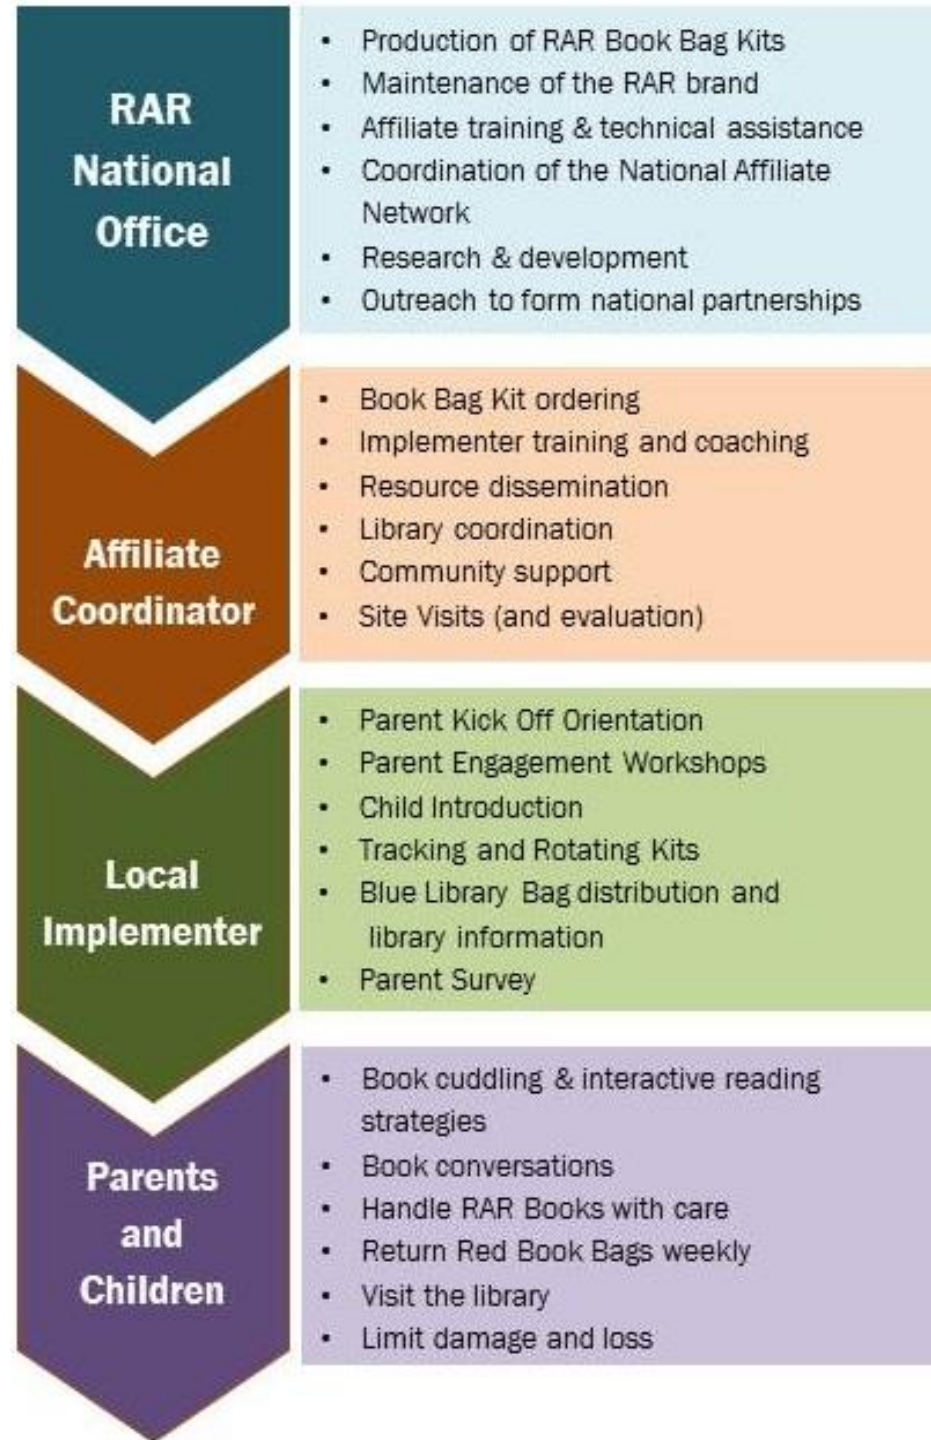 RAR
National
Office
• Production of RAR Book Bag Kits
• Maintenance of the RAR brand
• Affiliate training & technical assistance
• Coordination of the National Affiliate
Network
• Research & development
• Outreach to form national partnerships
Affiliate
Coordinator
• Book Bag Kit ordering
• Implementer training and coaching
• Resource dissemination
• Library coordination
• Community support
• Site Visits (and evaluation)
Local
Implementer
• Parent Kick Off Orientation
• Parent Engagement Workshops
• Child Introduction
• Tracking and Rotating Kits
• Blue Library Bag distribution and
library information
• Parent Survey
Parents
and
Children
• Book cuddling & interactive reading
strategies
• Book conversations
• Handle RAR Books with care
• Return Red Book Bags weekly
• Visit the library
• Limit damage and loss